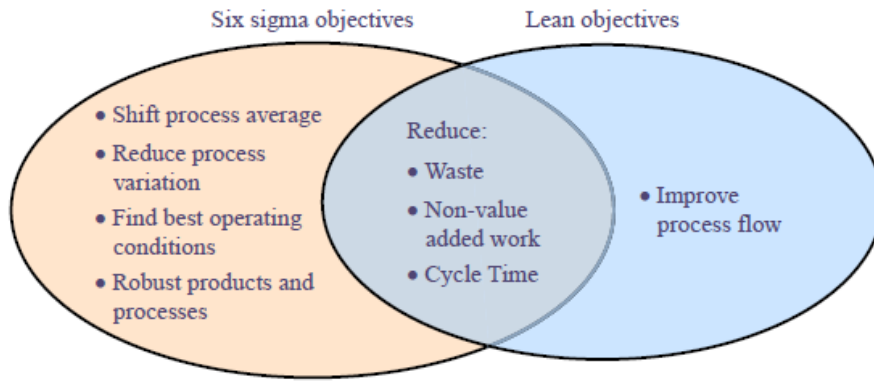 Six sigma objectives
Lean objectives
• Shift process average
• Reduce process
variation
• Find best operating
conditions
• Robust products and
processes
Reduce:
• Waste
• Non-value
added work
• Cycle Time
• Improve
process flow